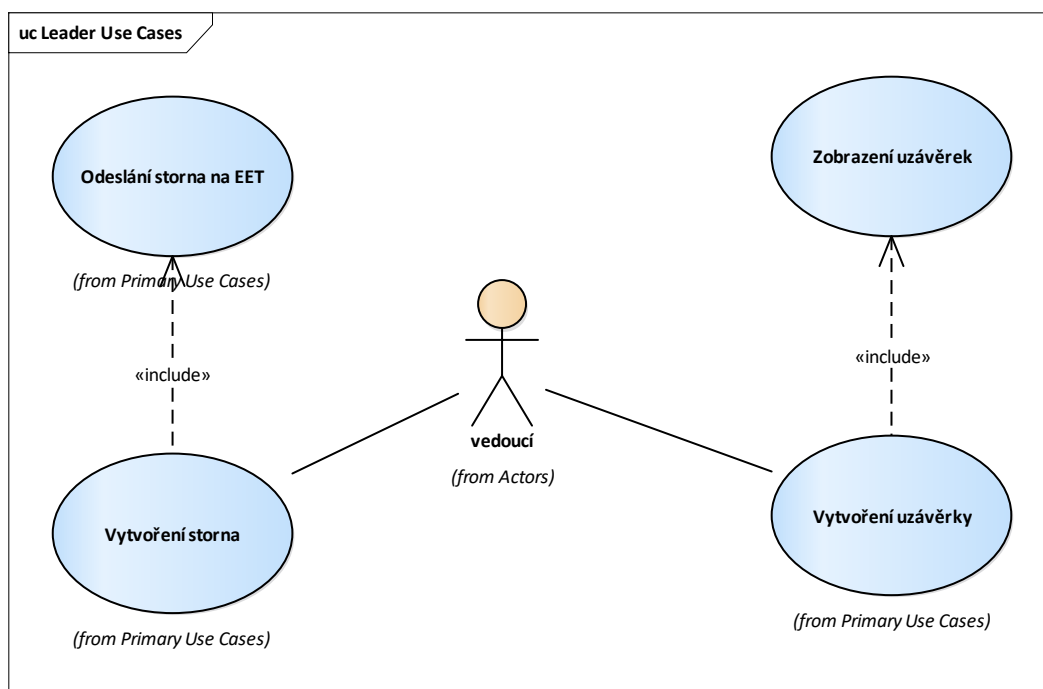 uc Leader Use Cases
Odeslání storna na EET
(from Primary Use Cases)
Zobrazení uzávěrek
«include»
«include»
vedoucí
(from Actors)
Vytvoření storna
(from Primary Use Cases)
Vytvoření uzávěrky
(from Primary Use Cases)